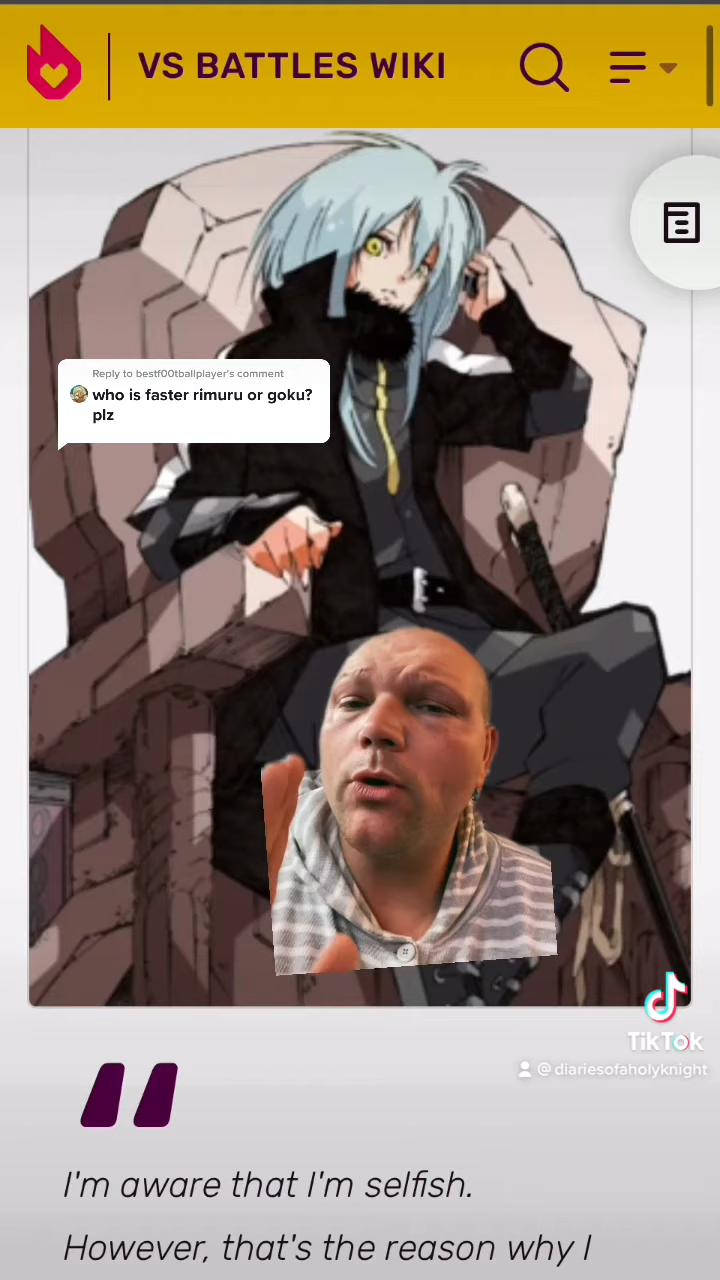 VS BATTLES WIKI
Reply to bestf00tballplayer's comment
who is faster rimuru or goku?
plz
TikTok
@diariesofaholyknight
I'm aware that I'm selfish.
However, that's the reason why I